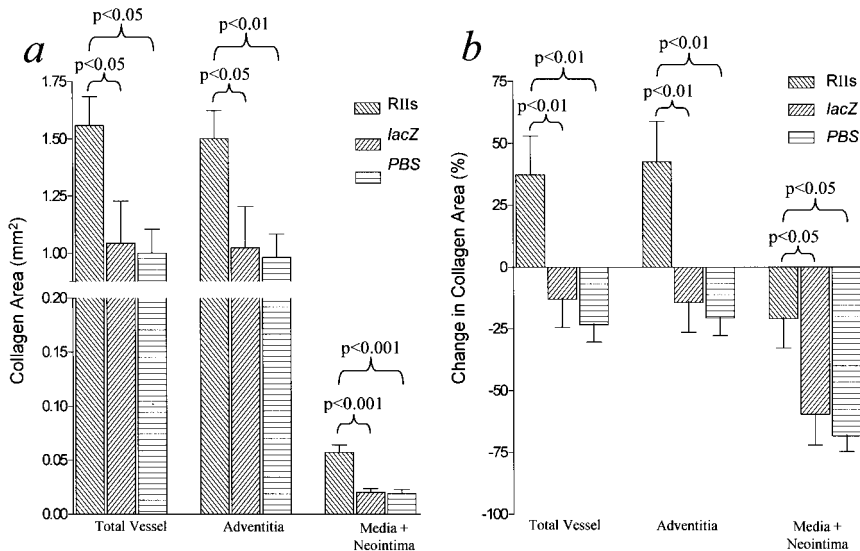 a
p<0.05
p<0.05
p<0.01
p<0.05
p<0.001
p<0.001
1.75
1.50
1.25
1.00
0.20
0.15
0.10
0.05
0.00
Collagen Area (mm²)
RIIs
lacZ
PBS
Total Vessel
Adventitia
Media +
Neointima
b
p<0.01
p<0.01
p<0.01
p<0.01
p<0.05
p<0.05
75
50
25
0
-25
-50
-75
-100
Change in Collagen Area (%)
RIIs
lacZ
PBS
Total Vessel
Adventitia
Media +
Neointima